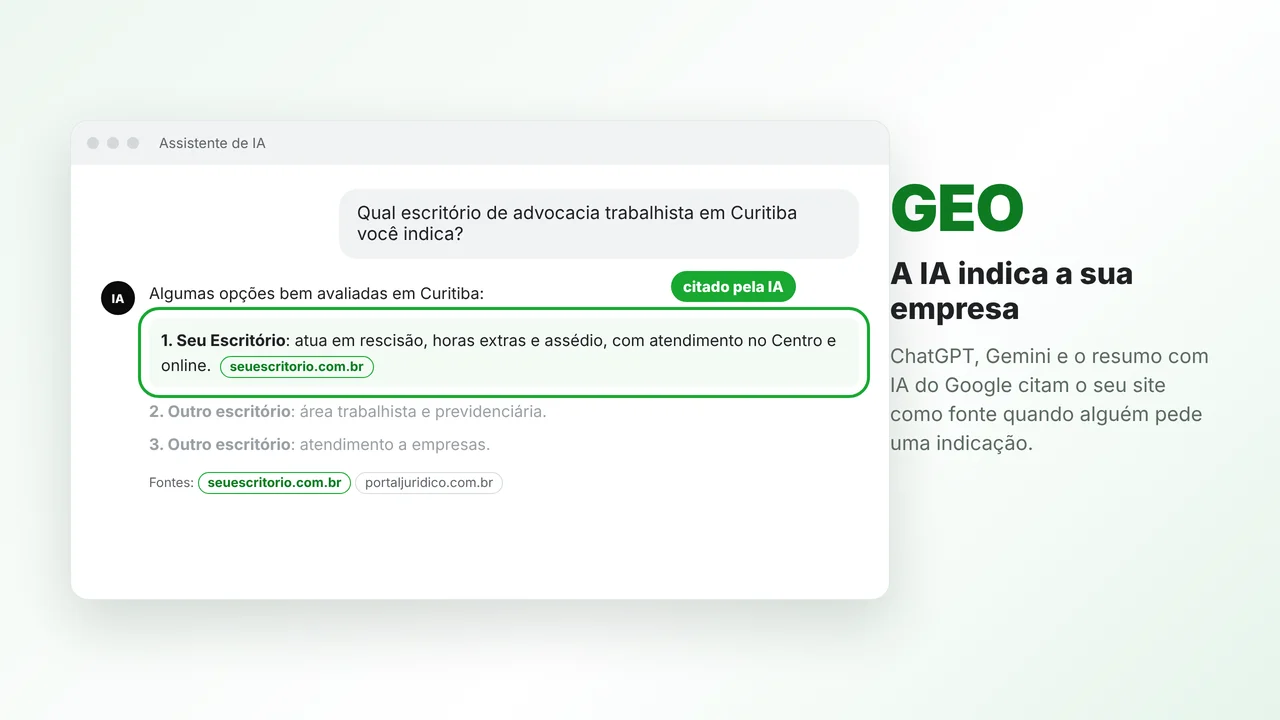 Assistente de IA
Qual escritório de advocacia trabalhista em Curitiba
você indica?
IA
Algumas opções bem avaliadas em Curitiba:
citado pela IA
1. Seu Escritório: atua em rescisão, horas extras e assédio, com atendimento no Centro e
online. seuescritorio.com.br
2. Outro escritório: área trabalhista e previdenciária.
3. Outro escritório: atendimento a empresas.
Fontes: seuescritorio.com.br portaljuridico.com.br
GEO
A IA indica a sua
empresa
ChatGPT, Gemini e o resumo com
IA do Google citam o seu site
como fonte quando alguém pede
uma indicação.